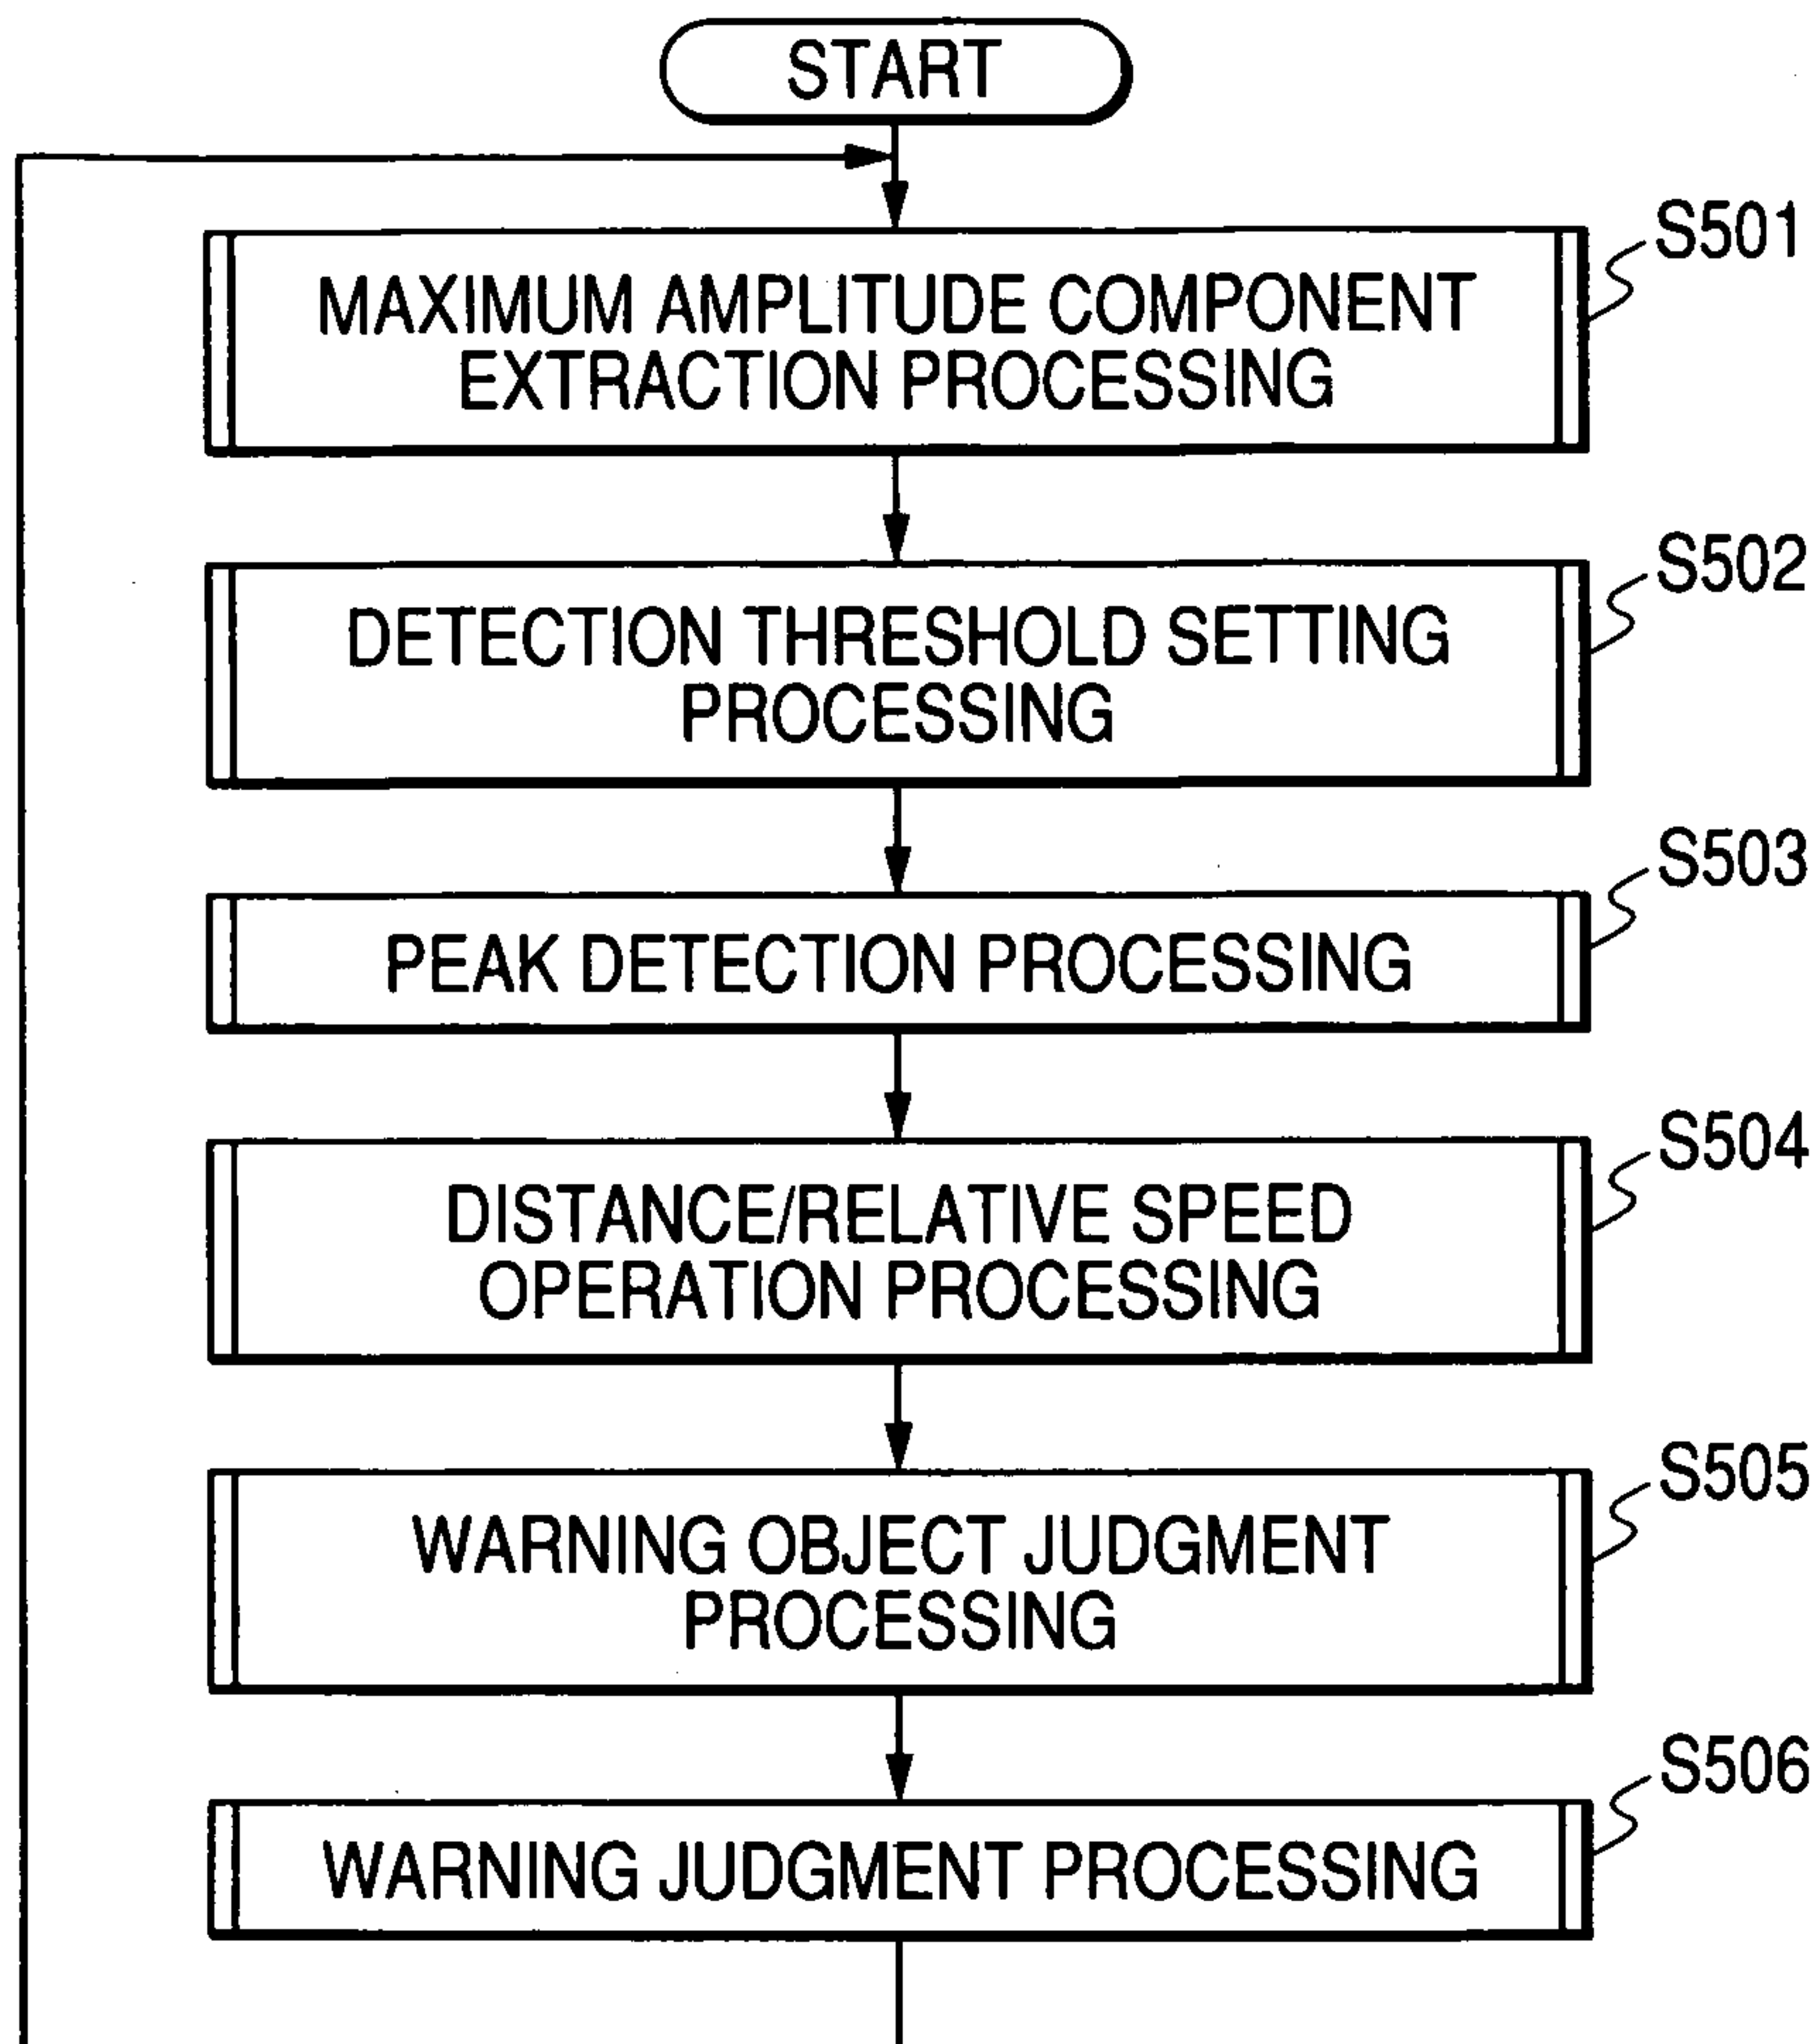 START
S501
MAXIMUM AMPLITUDE COMPONENT
EXTRACTION PROCESSING
S502
DETECTION THRESHOLD SETTING
PROCESSING
S503
PEAK DETECTION PROCESSING
S504
DISTANCE/RELATIVE SPEED
OPERATION PROCESSING
S505
WARNING OBJECT JUDGMENT
PROCESSING
S506
WARNING JUDGMENT PROCESSING